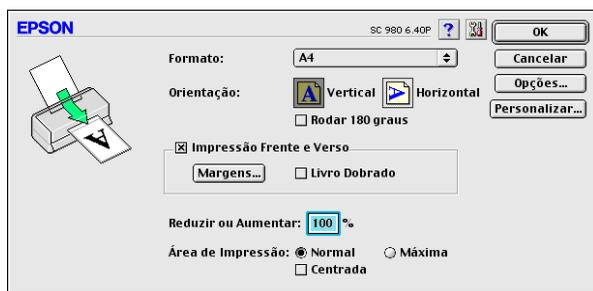 EPSON
SC 980 6.40P ? OK
Formato: A4 Cancelar
Orientação: A Vertical A Horizontal Opções...
Rodar 180 graus Personalizar...
Impressão Frente e Verso
Margens... Livro Dobrado
Reduzir ou Aumentar: 100 %
Área de Impressão: Normal Máxima
Centrada
A